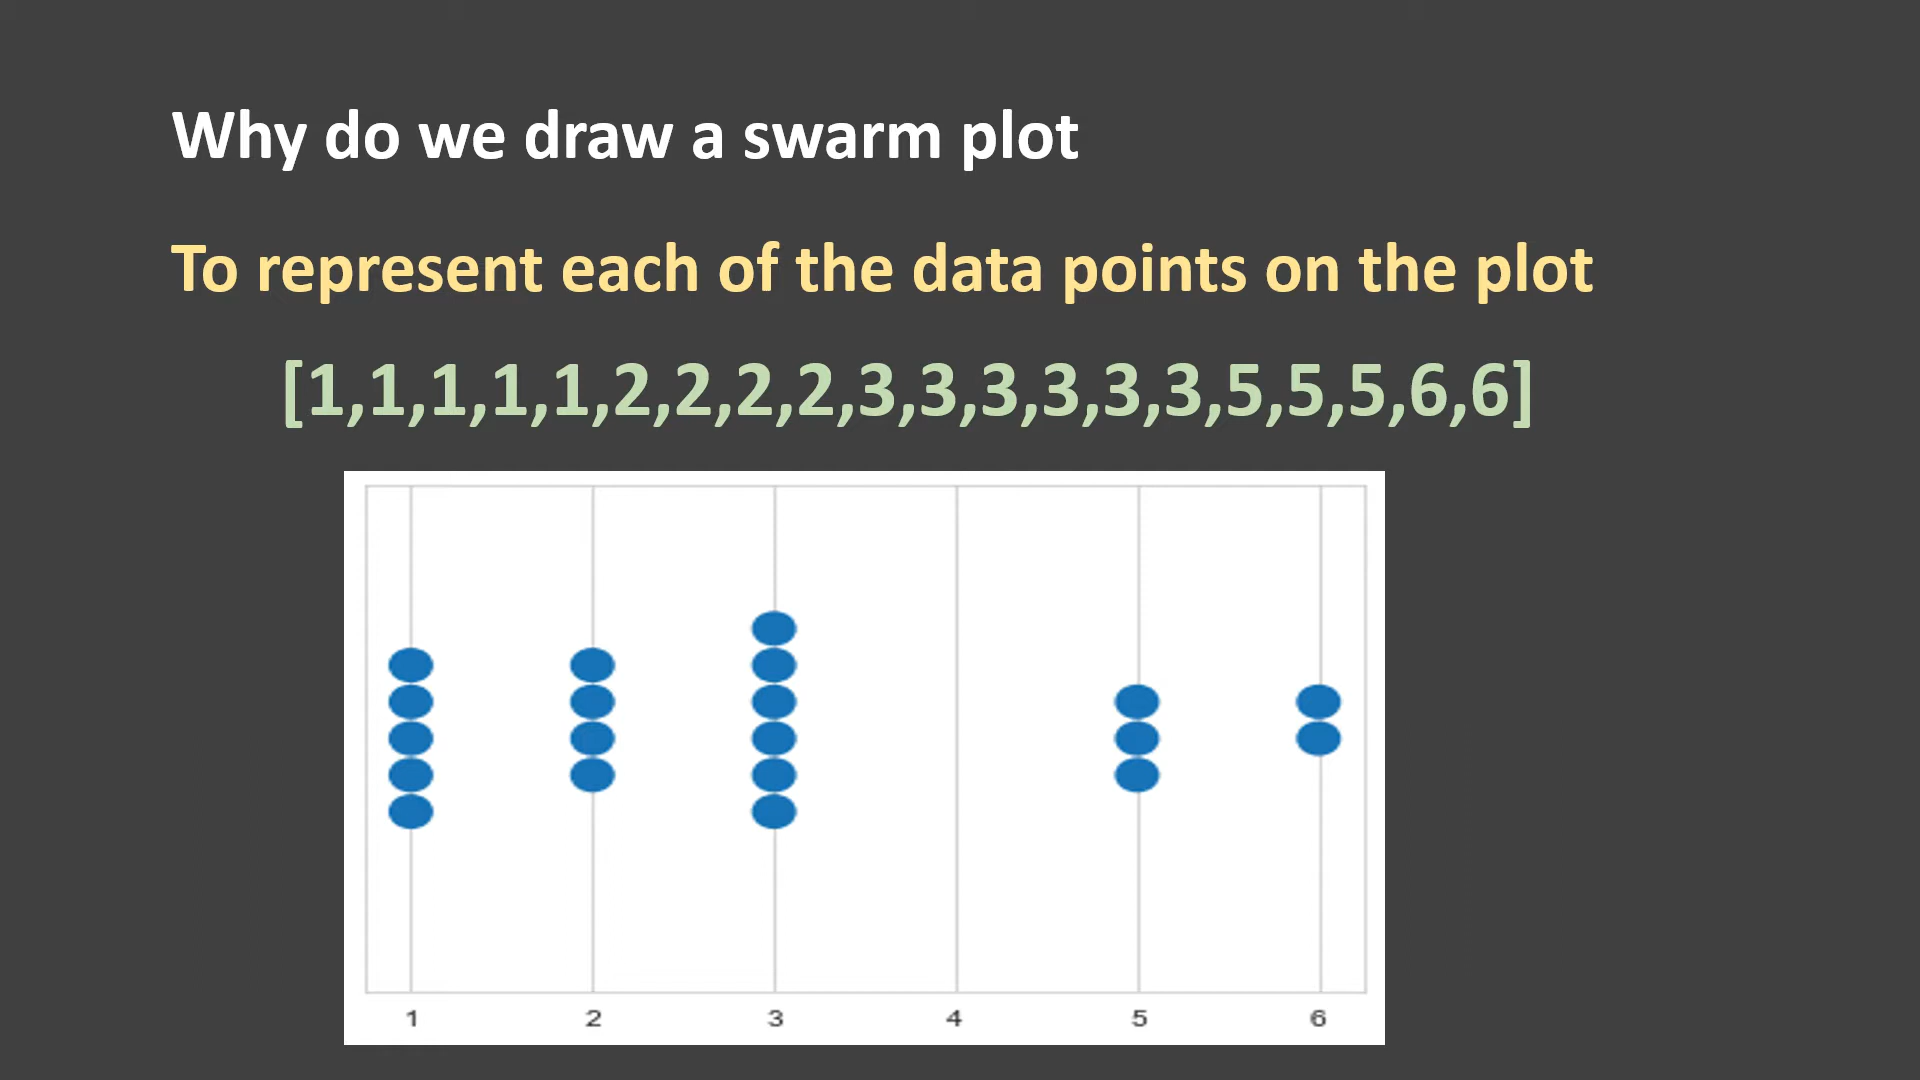 Why do we draw a swarm plot
To represent each of the data points on the plot
[1,1,1,1,1,2,2,2,2,3,3,3,3,3,3,5,5,5,6,6]
1 2 3 4 5 6